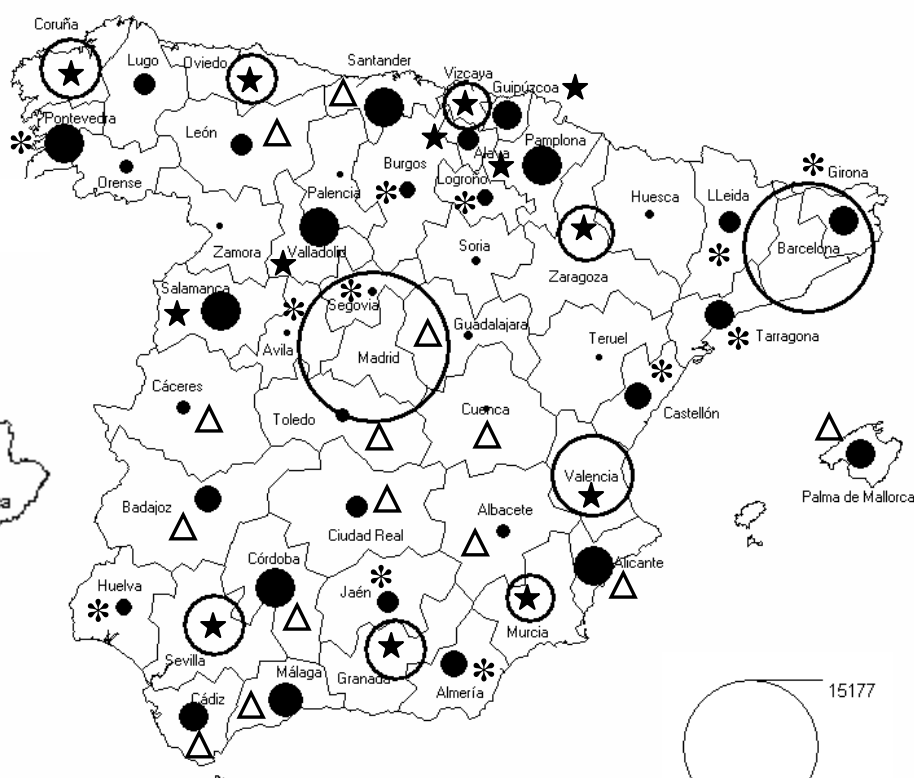 Coruña
Lugo
Oviedo
Santander
Vizcaya
Guipúzcoa
Pontevedra
León
Alava
Pamplona
Orense
Palencia
Burgos
Logroño
Huesca
LLeida
Girona
Zamora
Valladolid
Soria
Zaragoza
Barcelona
Salamanca
Segovia
Avila
Madrid
Guadalajara
Teruel
Tarragona
Cáceres
Toledo
Cuenca
Castellón
Valencia
Palma de Mallorca
a
Badajoz
Ciudad Real
Albacete
Huelva
Córdoba
Jaén
Alicante
Murcia
Sevilla
Granada
Almería
Málaga
Cádiz
15177